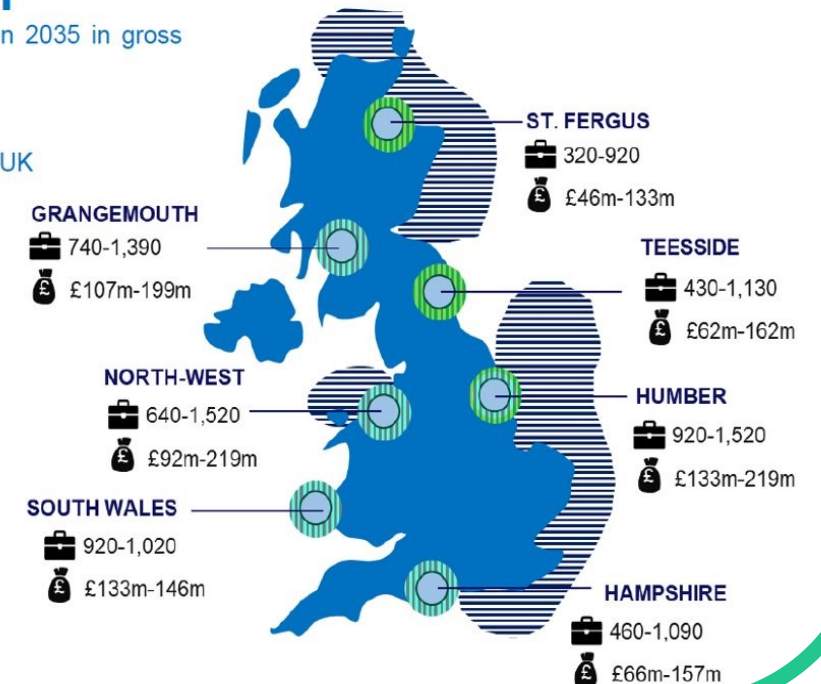 n 2035 in gross
UK
ST. FERGUS
320-920
£46m-133m
GRANGEMOUTH
740-1,390
£107m-199m
TEESSIDE
430-1,130
£62m-162m
NORTH-WEST
640-1,520
£92m-219m
HUMBER
920-1,520
£133m-219m
SOUTH WALES
920-1,020
£133m-146m
HAMPSHIRE
460-1,090
£66m-157m